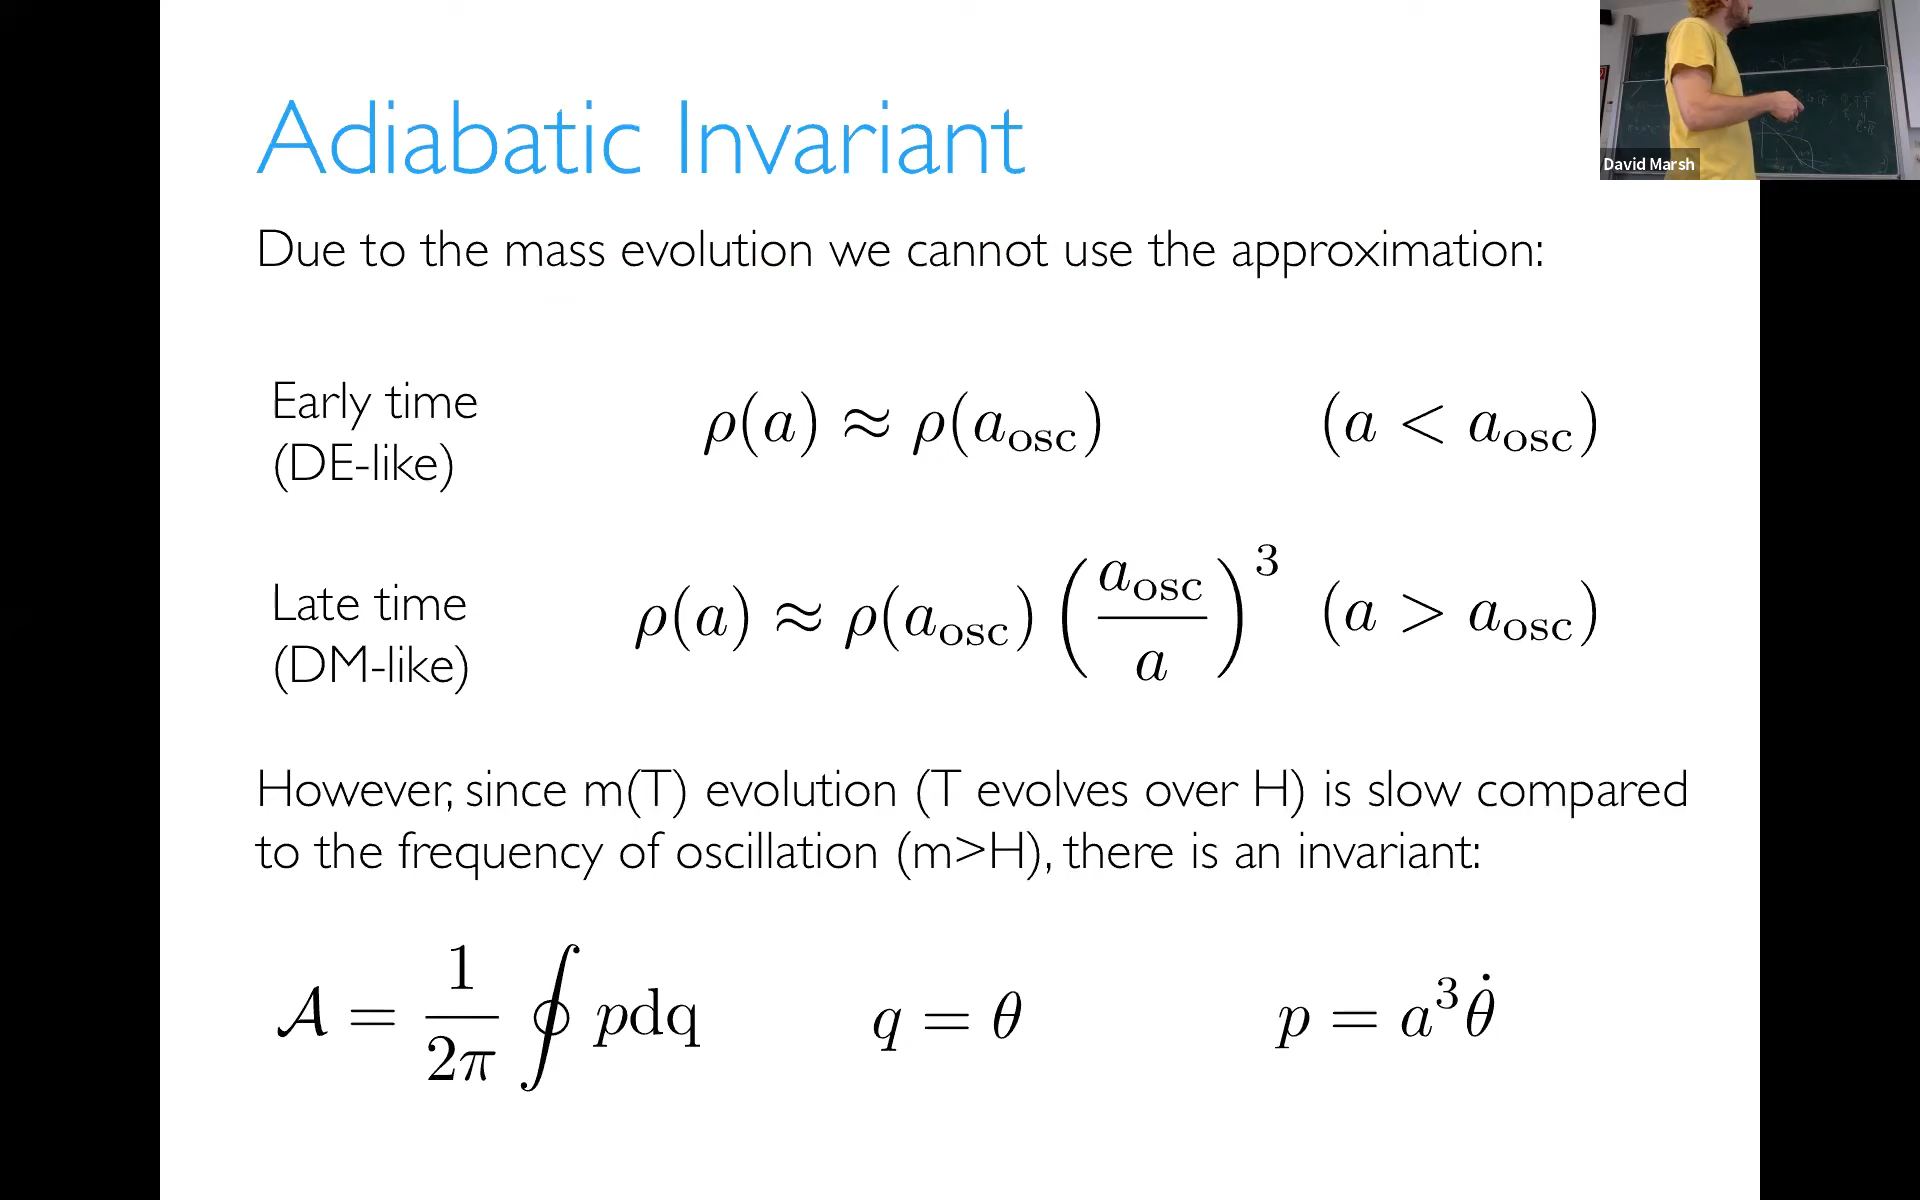 Adiabatic Invariant
David Marsh
Due to the mass evolution we cannot use the approximation:
Early time
(DE-like)
ρ(a) ≈ ρ(a_osc) (a < a_osc)
Late time
(DM-like)
ρ(a) ≈ ρ(a_osc) (a_osc / a)^3 (a > a_osc)
However, since m(T) evolution (T evolves over H) is slow compared
to the frequency of oscillation (m>H), there is an invariant:
𝒜 = 1/2π ∮ pdq q = θ p = a³θ̇